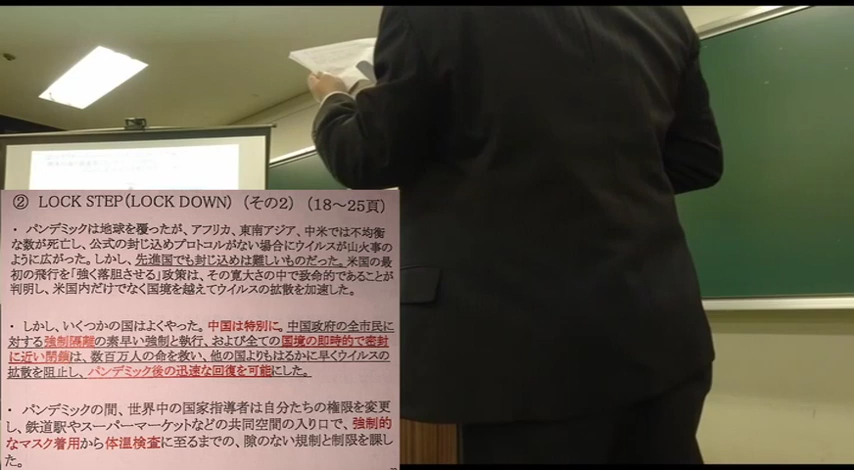 ② LOCK STEP(LOCK DOWN) (その2) (18～25頁)
・ パンデミックは地球を覆ったが、アフリカ、東南アジア、中米では不均衡
な数が死亡し、公式の封じ込めプロトコルがない場合にウイルスが山火事の
ように広がった。しかし、先進国でも封じ込めは難しいものだった。米国の最
初の飛行を「強く落胆させる」政策は、その寛大さの中で致命的であることが
判明し、米国内だけでなく国境を越えてウイルスの拡散を加速した。
・ しかし、いくつかの国はよくやった。中国は特別に。中国政府の全市民に
対する強制隔離の素早い強制と執行、および全ての国境の即時的で密封
に近い閉鎖は、数百万人の命を救い、他の国よりもはるかに早くウイルスの
拡散を阻止し、パンデミック後の迅速な回復を可能にした。
・ パンデミックの間、世界中の国家指導者は自分たちの権限を変更
し、鉄道駅やスーパーマーケットなどの共同空間の入り口で、強制的
なマスク着用から体温検査に至るまでの、隙のない規制と制限を課し
た。